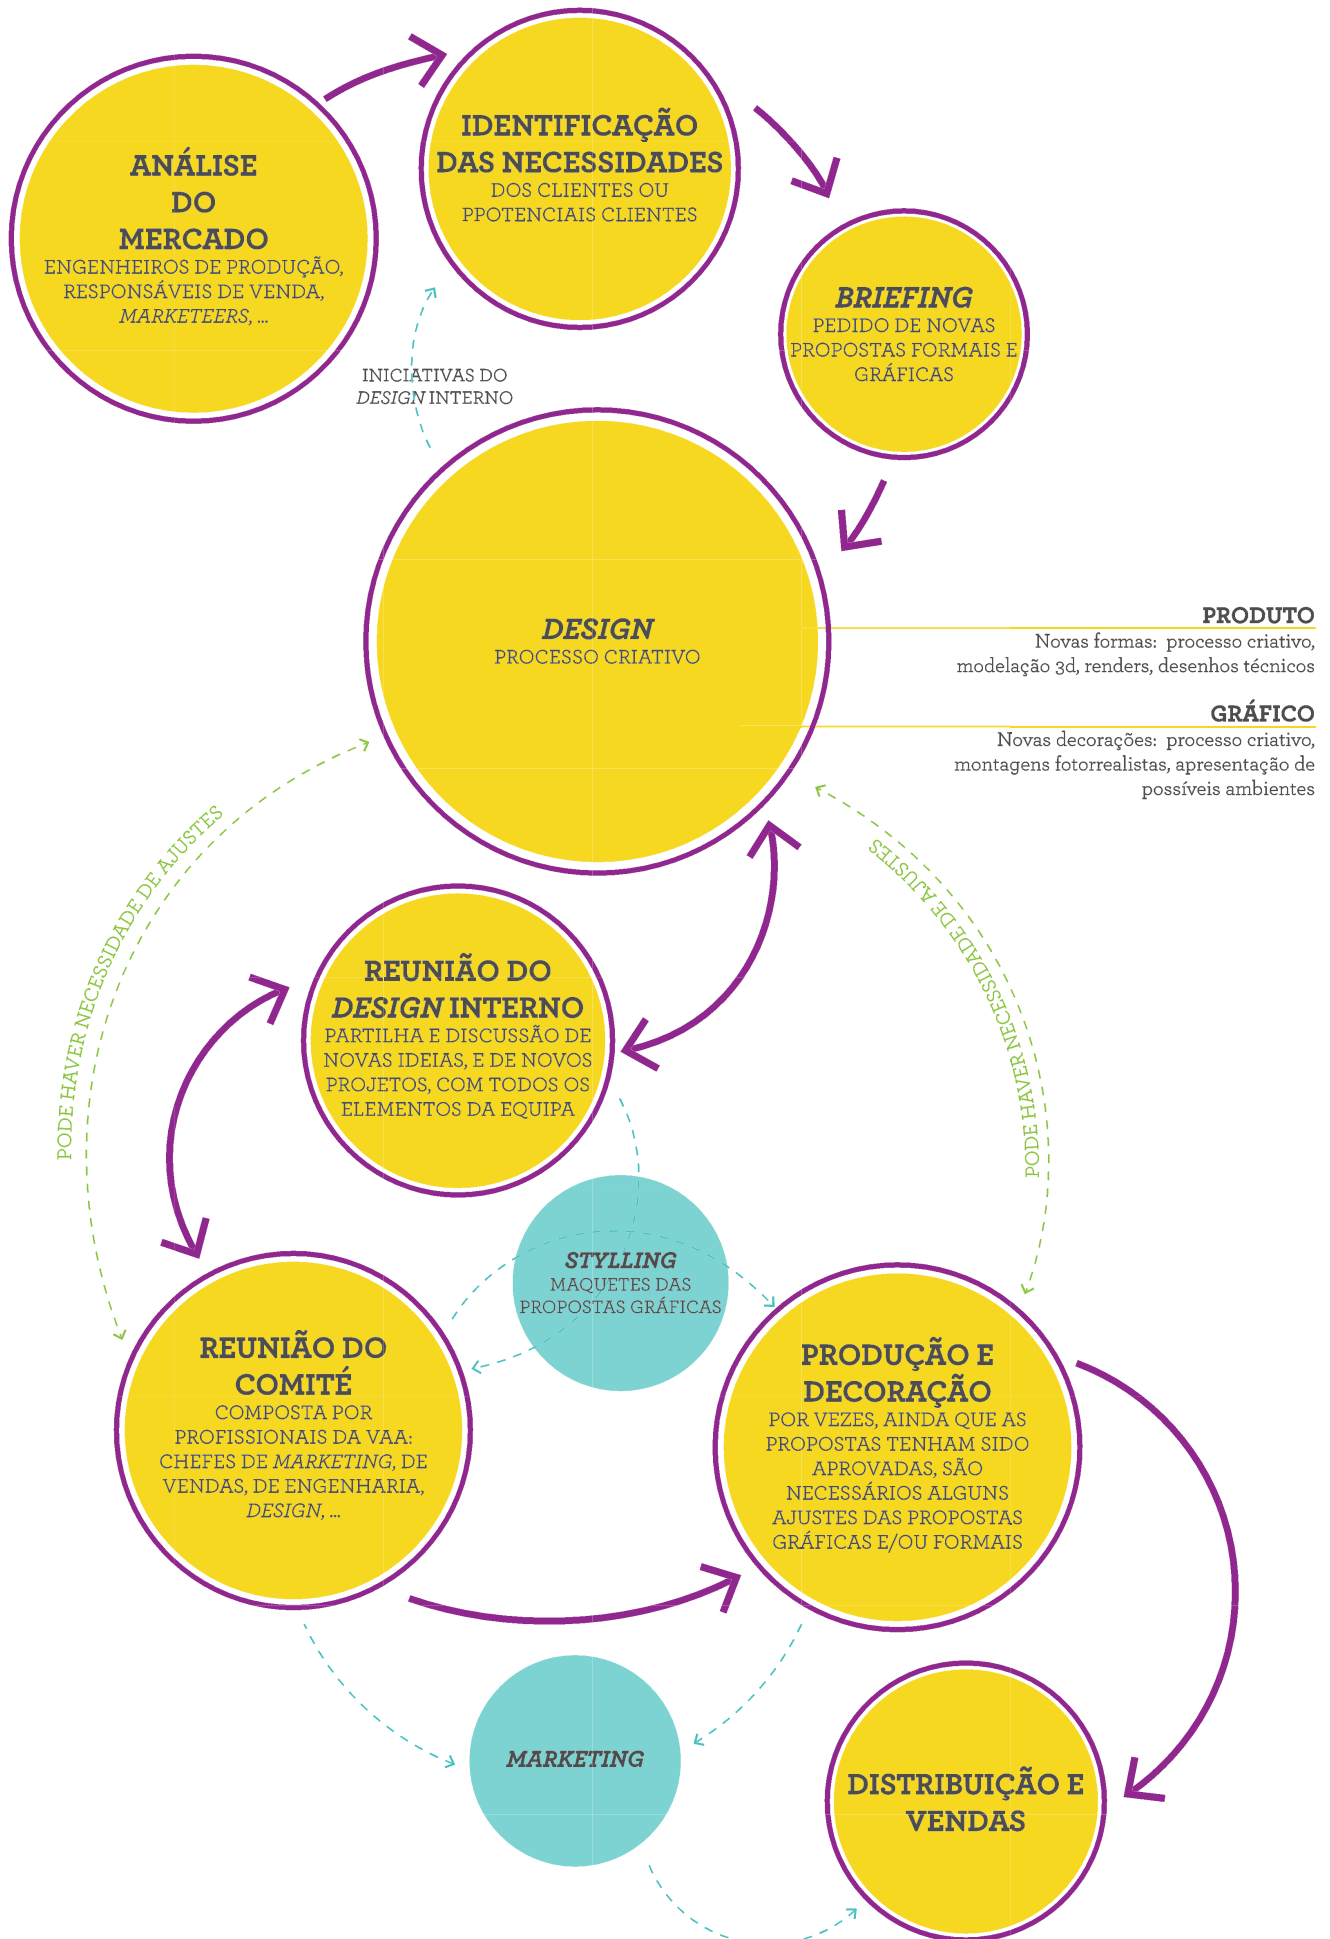 ANÁLISE
DO
MERCADO
ENGENHEIROS DE PRODUÇÃO,
RESPONSÁVEIS DE VENDA,
MARKETEERS, ...
IDENTIFICAÇÃO
DAS NECESSIDADES
DOS CLIENTES OU
PPOTENCIAIS CLIENTES
BRIEFING
PEDIDO DE NOVAS
PROPOSTAS FORMAIS E
GRÁFICAS
INICIATIVAS DO
DESIGN INTERNO
DESIGN
PROCESSO CRIATIVO
PRODUTO
Novas formas: processo criativo,
modelação 3d, renders, desenhos técnicos
GRÁFICO
Novas decorações: processo criativo,
montagens fotorrealistas, apresentação de
possíveis ambientes
PODE HAVER NECESSIDADE DE AJUSTES
PODE HAVER NECESSIDADE DE AJUSTES
REUNIÃO DO
DESIGN INTERNO
PARTILHA E DISCUSSÃO DE
NOVAS IDEIAS, E DE NOVOS
PROJETOS, COM TODOS OS
ELEMENTOS DA EQUIPA
STYLLING
MAQUETES DAS
PROPOSTAS GRÁFICAS
REUNIÃO DO
COMITÉ
COMPOSTA POR
PROFISSIONAIS DA VAA:
CHEFES DE MARKETING, DE
VENDAS, DE ENGENHARIA,
DESIGN, ...
PRODUÇÃO E
DECORAÇÃO
POR VEZES, AINDA QUE AS
PROPOSTAS TENHAM SIDO
APROVADAS, SÃO
NECESSÁRIOS ALGUNS
AJUSTES DAS PROPOSTAS
GRÁFICAS E/OU FORMAIS
MARKETING
DISTRIBUIÇÃO E
VENDAS